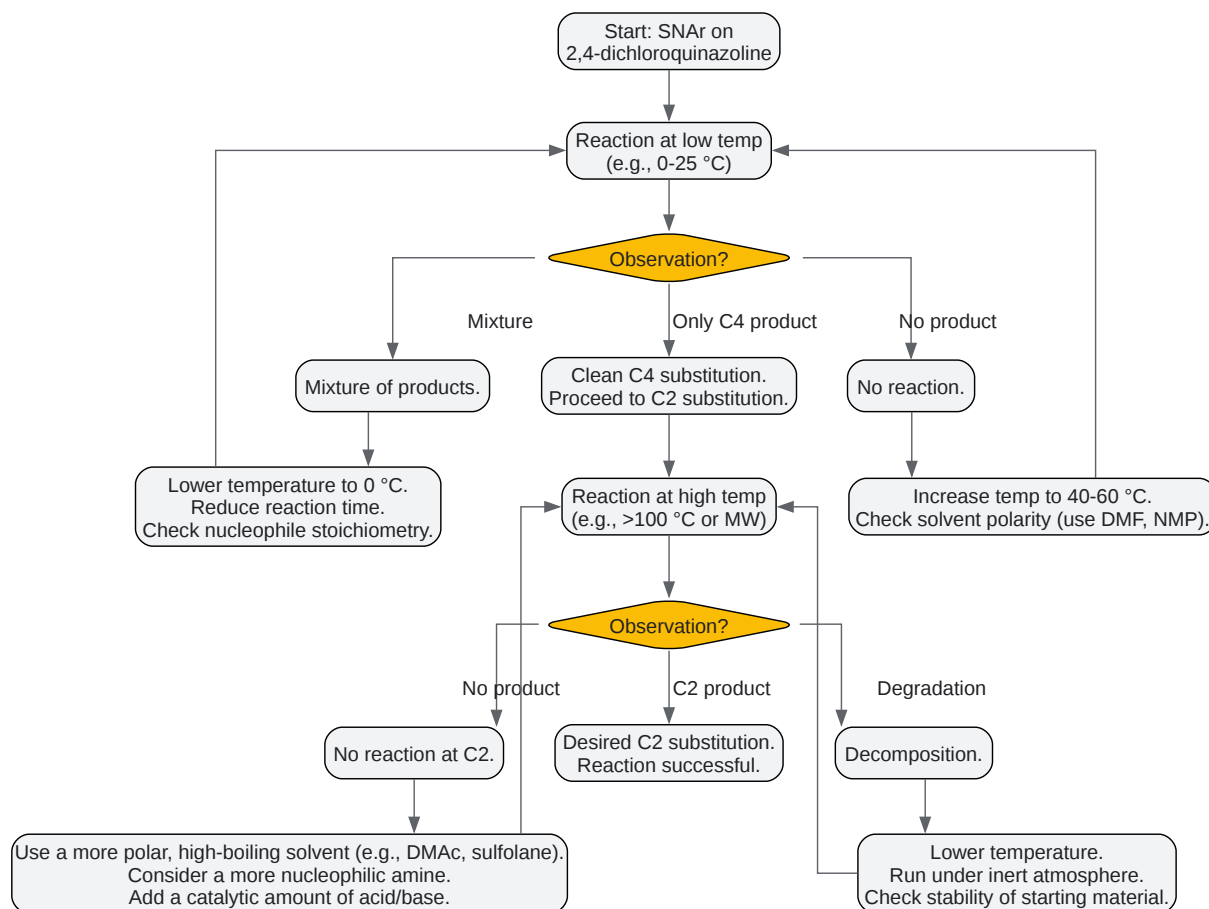 Start: SNAr on
2,4-dichloroquinazoline
Reaction at low temp
(e.g., 0-25 °C)
Observation?
Mixture
Only C4 product
No product
Mixture of products.
Clean C4 substitution.
Proceed to C2 substitution.
No reaction.
Lower temperature to 0 °C.
Reduce reaction time.
Check nucleophile stoichiometry.
Reaction at high temp
(e.g., >100 °C or MW)
Increase temp to 40-60 °C.
Check solvent polarity (use DMF, NMP).
Observation?
No product
C2 product
Degradation
No reaction at C2.
Desired C2 substitution.
Reaction successful.
Decomposition.
Use a more polar, high-boiling solvent (e.g., DMAc, sulfolane).
Consider a more nucleophilic amine.
Add a catalytic amount of acid/base.
Lower temperature.
Run under inert atmosphere.
Check stability of starting material.